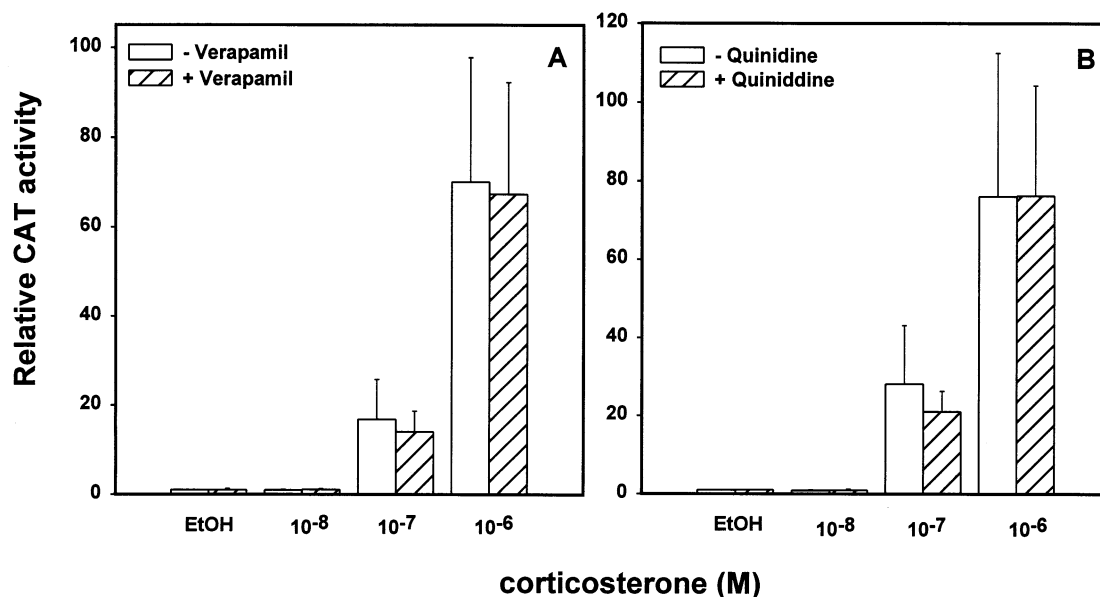 Relative CAT activity
100
80
60
40
20
0
- Verapamil
+ Verapamil
A
EtOH 10-8 10-7 10-6
120
100
80
60
40
20
0
- Quinidine
+ Quiniddine
B
EtOH 10-8 10-7 10-6
corticosterone (M)